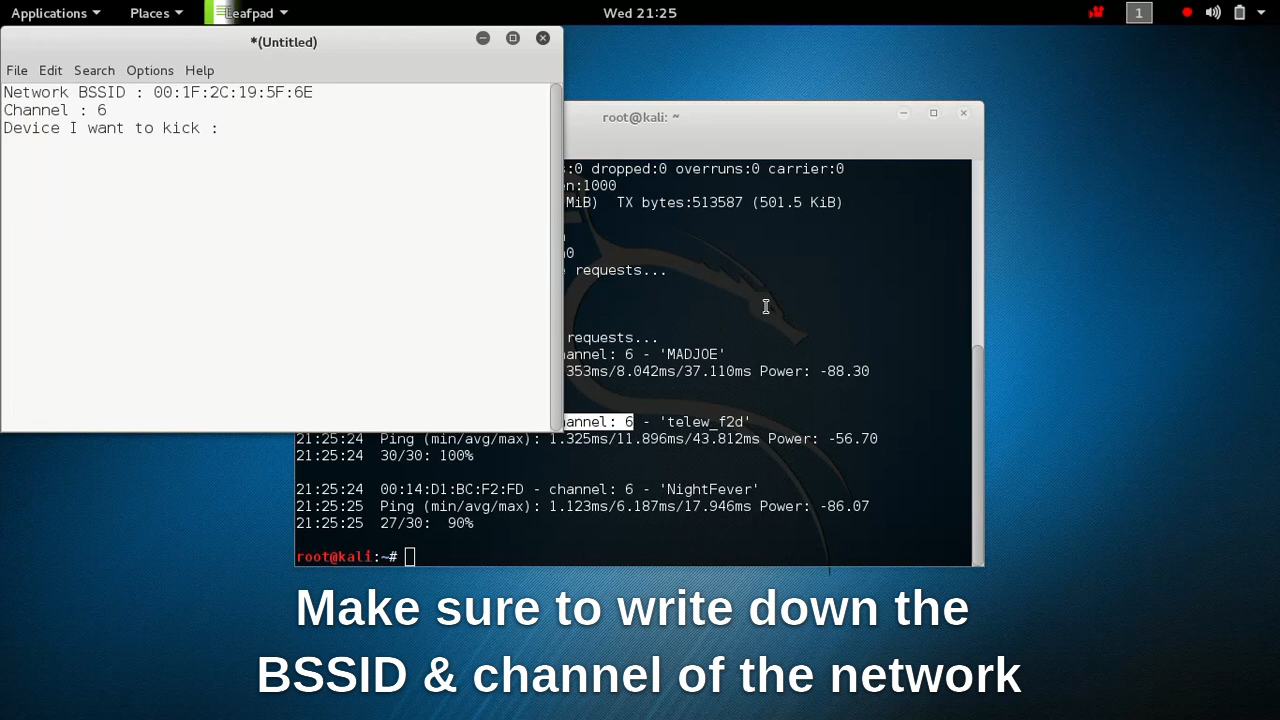 Applications Places Leafpad Wed 21:25 1
*(Untitled)
File Edit Search Options Help
Network BSSID : 00:1F:2C:19:5F:6E
Channel : 6
Device I want to kick :
root@kali: ~
:0 dropped:0 overruns:0 carrier:0
en:1000
MiB) TX bytes:513587 (501.5 KiB)
n0
e requests...
requests...
annel: 6 - 'MADJOE'
353ms/8.042ms/37.110ms Power: -88.30
annel: 6 - 'telew_f2d'
21:25:24 Ping (min/avg/max): 1.325ms/11.896ms/43.812ms Power: -56.70
21:25:24 30/30: 100%
21:25:24 00:14:D1:BC:F2:FD - channel: 6 - 'NightFever'
21:25:25 Ping (min/avg/max): 1.123ms/6.187ms/17.946ms Power: -86.07
21:25:25 27/30: 90%
root@kali:~#
Make sure to write down the
BSSID & channel of the network